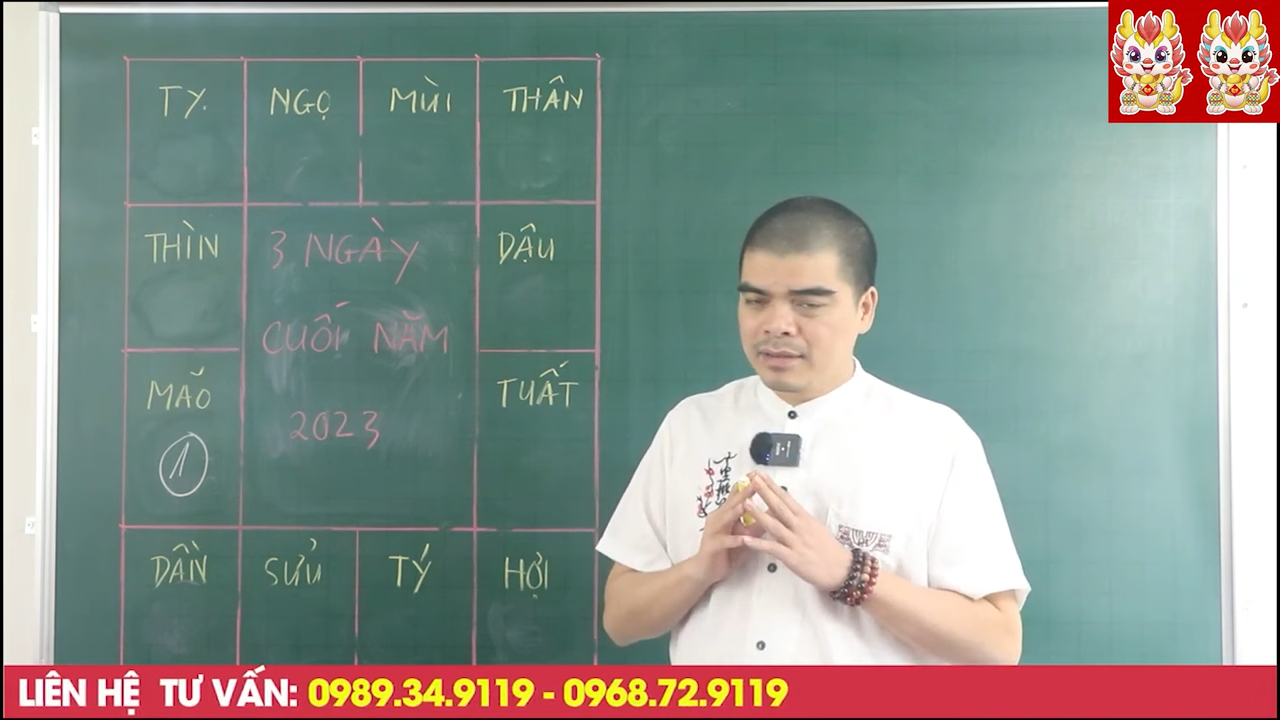 TỴ. NGỌ MÙI THÂN
THÌN 3 NGÀY DẬU
CUỐI NĂM
MÃO TUẤT
2023
1
DẦN SỬU TÝ HỢI
LIÊN HỆ TƯ VẤN: 0989.34.9119 - 0968.72.9119